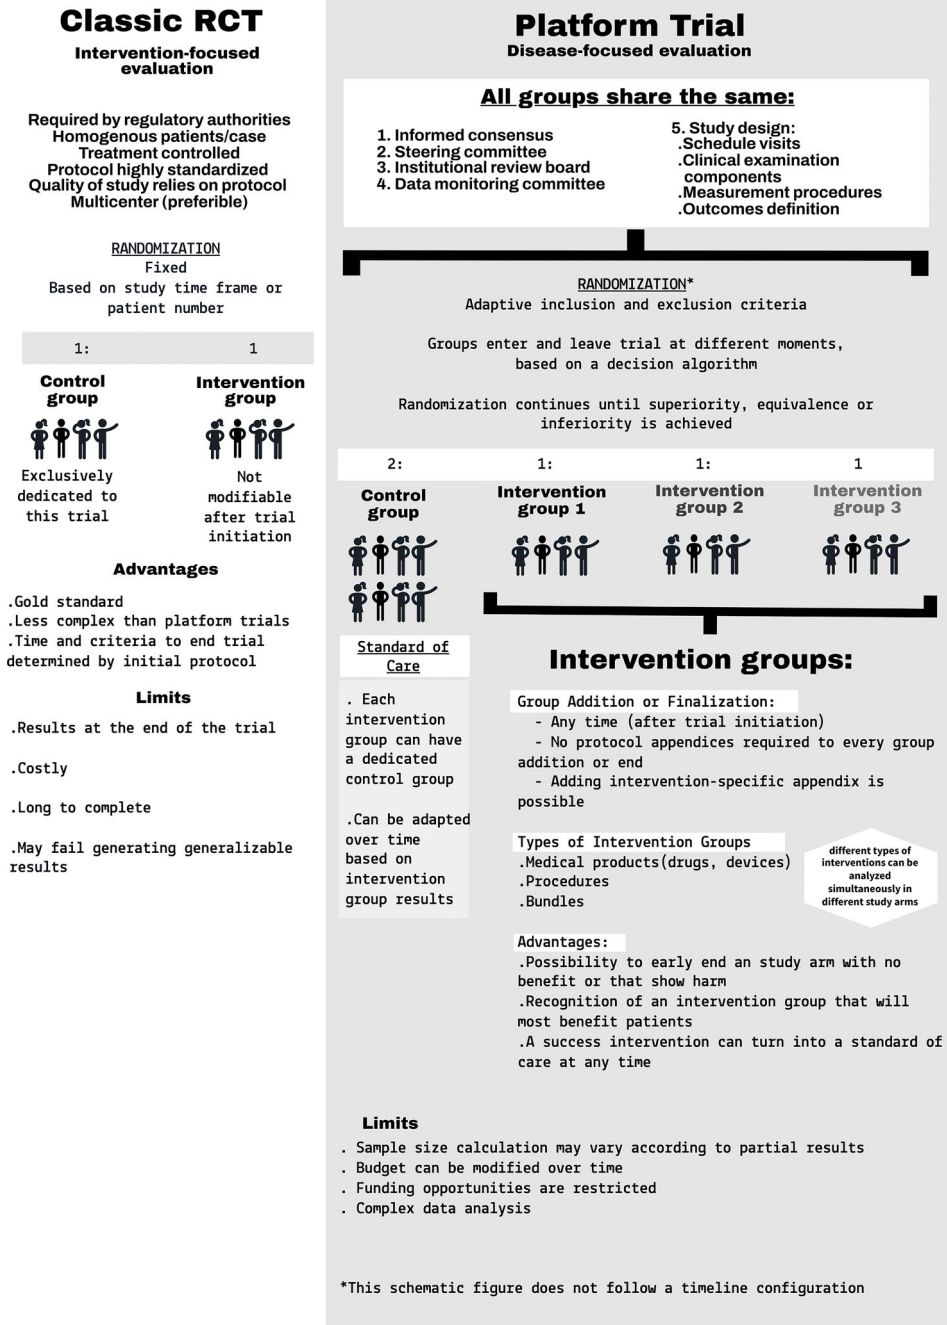 Classic RCT
Intervention-focused
evaluation
Required by regulatory authorities
Homogenous patients/case
Treatment controlled
Protocol highly standardized
Quality of study relies on protocol
Multicenter (preferible)
RANDOMIZATION
Fixed
Based on study time frame or
patient number
1: 1
Control
group
Intervention
group
Exclusively
dedicated to
this trial
Not
modifiable
after trial
initiation
Advantages
.Gold standard
.Less complex than platform trials
.Time and criteria to end trial
determined by initial protocol
Limits
.Results at the end of the trial
.Costly
.Long to complete
.May fail generating generalizable
results
Platform Trial
Disease-focused evaluation
All groups share the same:
1. Informed consensus
2. Steering committee
3. Institutional review board
4. Data monitoring committee
5. Study design:
.Schedule visits
.Clinical examination
components
.Measurement procedures
.Outcomes definition
RANDOMIZATION*
Adaptive inclusion and exclusion criteria
Groups enter and leave trial at different moments,
based on a decision algorithm
Randomization continues until superiority, equivalence or
inferiority is achieved
2: 1: 1: 1
Control
group
Intervention
group 1
Intervention
group 2
Intervention
group 3
Standard of
Care
. Each
intervention
group can have
a dedicated
control group
.Can be adapted
over time
based on
intervention
group results
Intervention groups:
Group Addition or Finalization:
- Any time (after trial initiation)
- No protocol appendices required to every group
addition or end
- Adding intervention-specific appendix is
possible
Types of Intervention Groups
.Medical products(drugs, devices)
.Procedures
.Bundles
different types of
interventions can be
analyzed
simultaneously in
different study arms
Advantages:
.Possibility to early end an study arm with no
benefit or that show harm
.Recognition of an intervention group that will
most benefit patients
.A success intervention can turn into a standard of
care at any time
Limits
. Sample size calculation may vary according to partial results
. Budget can be modified over time
. Funding opportunities are restricted
. Complex data analysis
*This schematic figure does not follow a timeline configuration